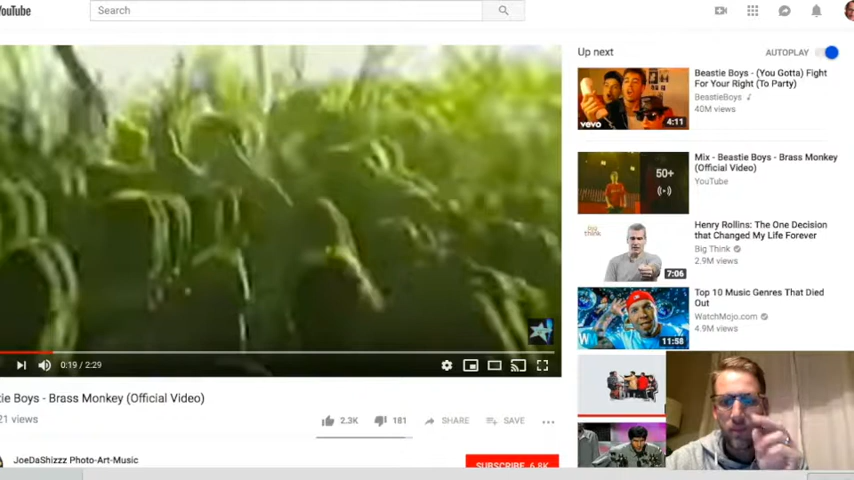 YouTube
Search
Up next
AUTOPLAY
Beastie Boys - (You Gotta) Fight
For Your Right (To Party)
BeastieBoys
40M views
vevo
4:11
Mix - Beastie Boys - Brass Monkey
(Official Video)
YouTube
50+
Henry Rollins: The One Decision
that Changed My Life Forever
Big Think
2.9M views
7:06
Top 10 Music Genres That Died
Out
WatchMojo.com
4.9M views
W
11:58
0:19 / 2:29
tie Boys - Brass Monkey (Official Video)
21 views
2.3K
181
SHARE
SAVE
JoeDaShizzz Photo-Art-Music
SUBSCRIBE 6.8K